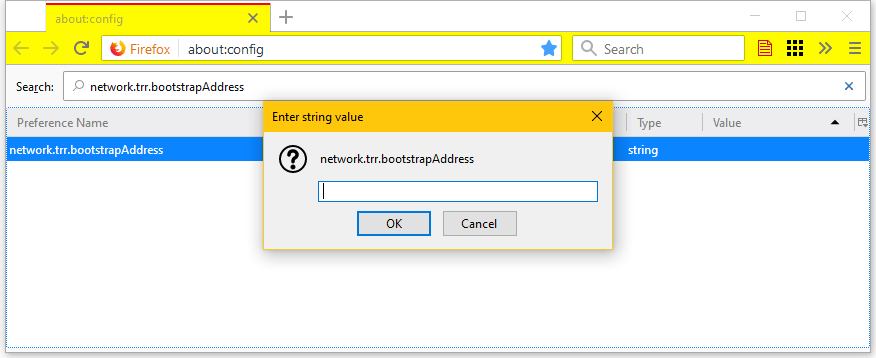 about:config
Firefox about:config Search
Search: network.trr.bootstrapAddress
Preference Name Type Value
network.trr.bootstrapAddress string
Enter string value
network.trr.bootstrapAddress
OK Cancel